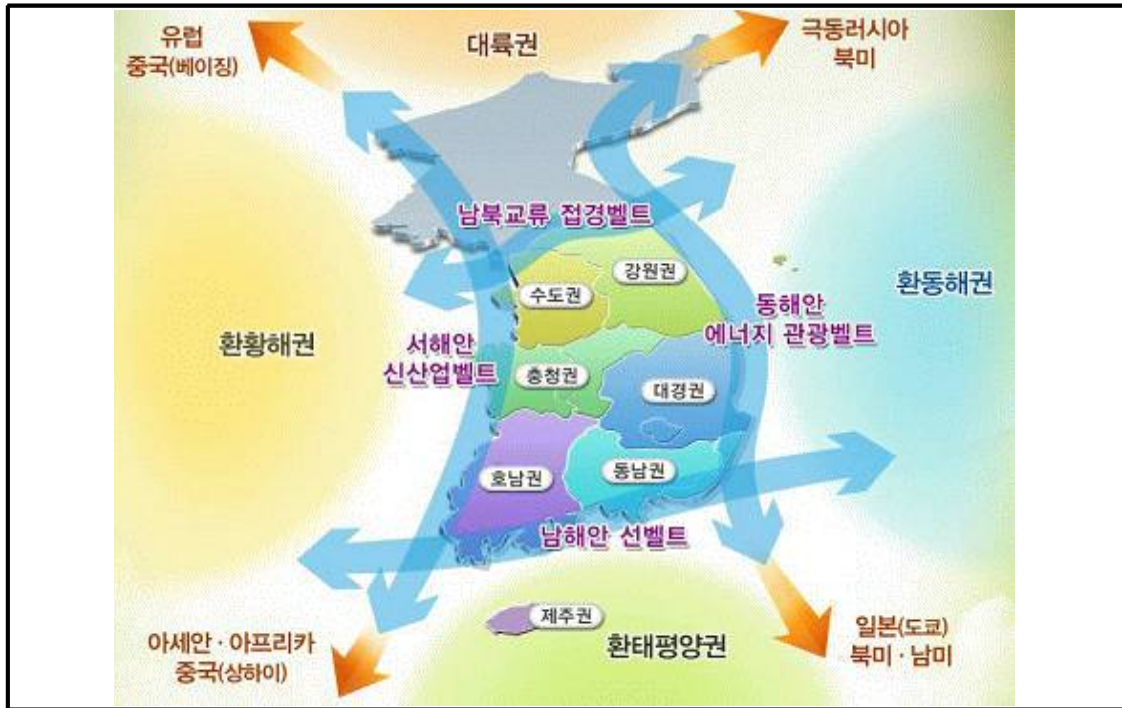 유럽
중국(베이징)
대륙권
극동러시아
북미
남북교류 접경벨트
강원권
수도권
환동해권
동해안
에너지 관광벨트
환황해권
서해안
신산업벨트
충청권
대경권
호남권
동남권
남해안 선벨트
제주권
환태평양권
아세안 · 아프리카
중국(상하이)
일본(도쿄)
북미 · 남미